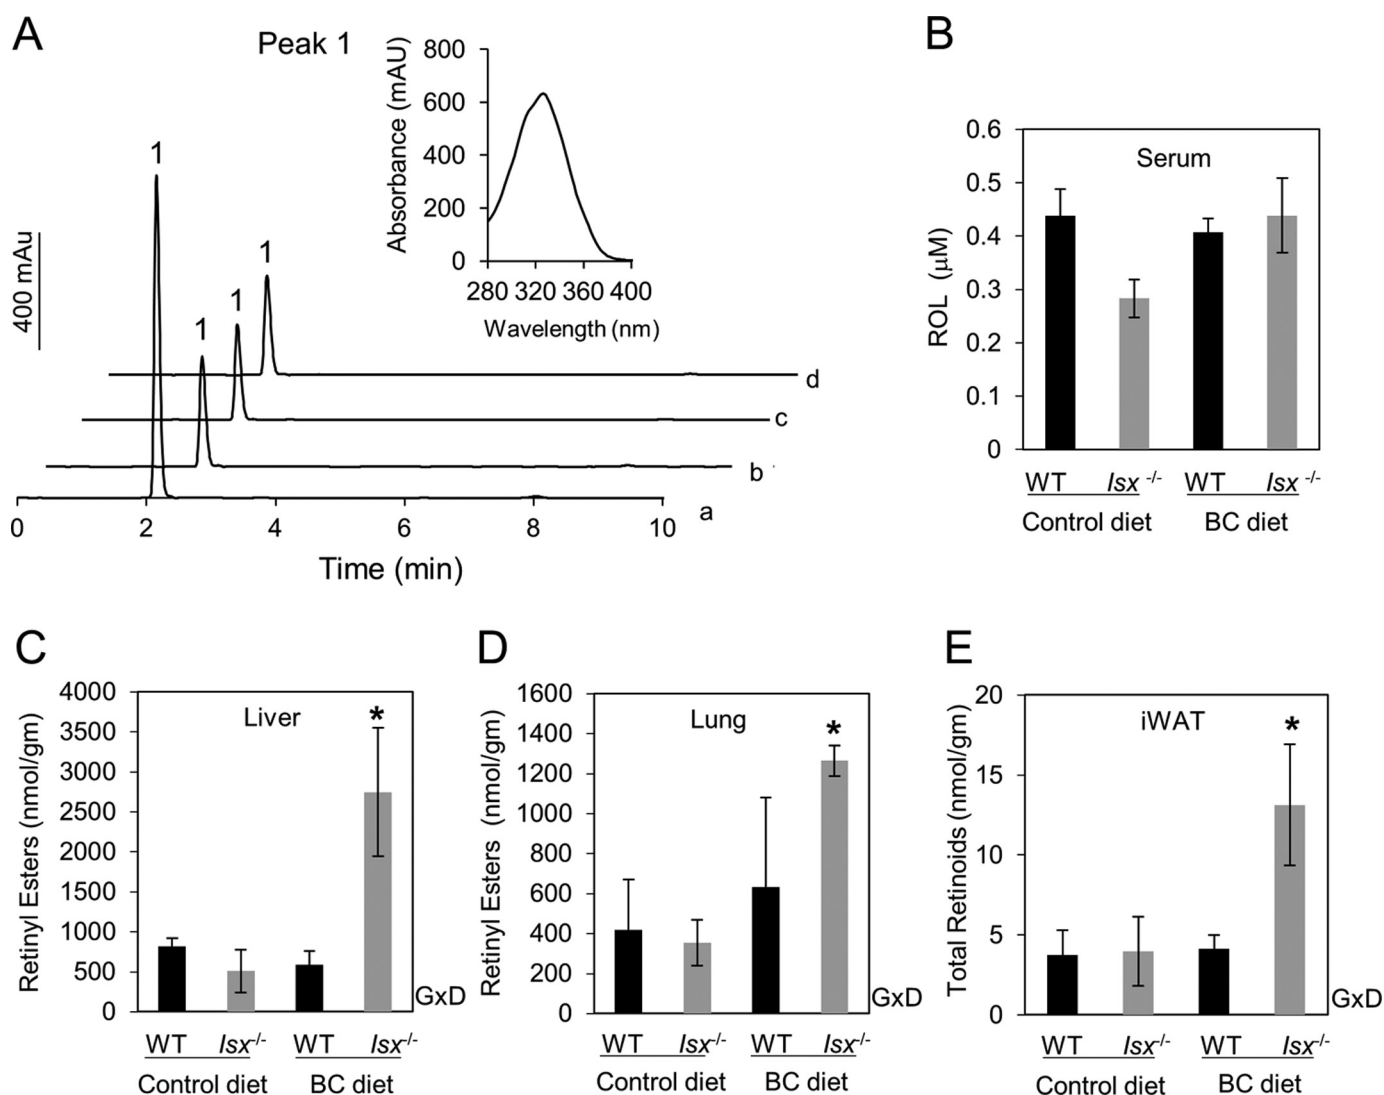 A
Peak 1
Absorbance (mAU)
800
600
400
200
0
280 320 360 400
Wavelength (nm)
400 mAu
1
1
1
1
d
c
b
a
0 2 4 6 8 10
Time (min)
B
Serum
ROL (μM)
0.6
0.5
0.4
0.3
0.2
0.1
0
WT Isx -/- WT Isx -/-
Control diet BC diet
C
Liver
Retinyl Esters (nmol/gm)
4000
3500
3000
2500
2000
1500
1000
500
0
*
GxD
WT Isx-/- WT Isx-/-
Control diet BC diet
D
Lung
Retinyl Esters (nmol/gm)
1600
1400
1200
1000
800
600
400
200
0
*
GxD
WT Isx-/- WT Isx-/-
Control diet BC diet
E
iWAT
Total Retinoids (nmol/gm)
20
15
10
5
0
*
GxD
WT Isx-/- WT Isx-/-
Control diet BC diet